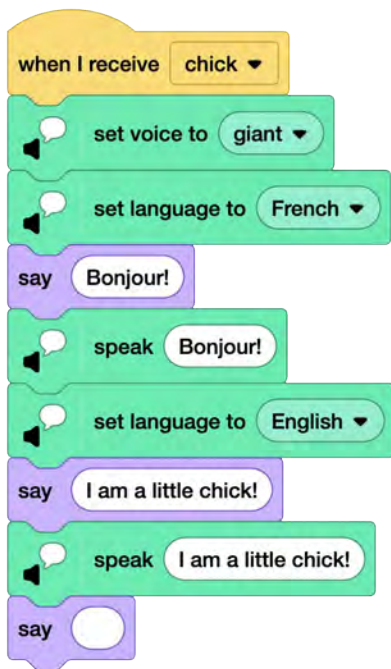 when I receive chick
set voice to giant
set language to French
say Bonjour!
speak Bonjour!
set language to English
say I am a little chick!
speak I am a little chick!
say